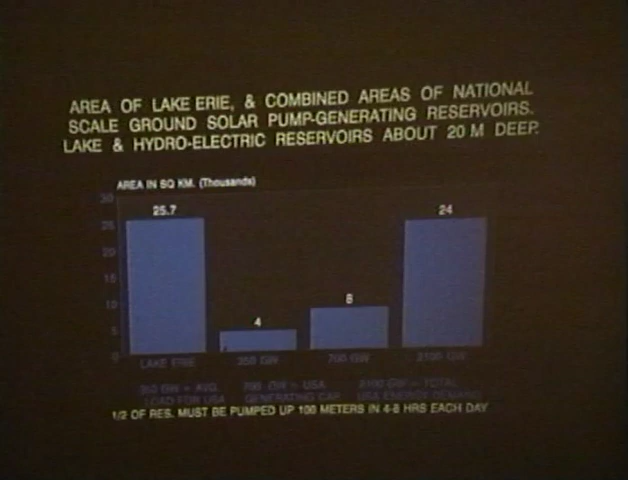 AREA OF LAKE ERIE, & COMBINED AREAS OF NATIONAL
SCALE GROUND SOLAR PUMP-GENERATING RESERVOIRS.
LAKE & HYDRO-ELECTRIC RESERVOIRS ABOUT 20 M DEEP.
AREA IN SQ KM. (Thousands)
30
25
20
15
10
5
0
25.7
4
8
24
LAKE ERIE
350 GW
700 GW
2100 GW
350 GW = AVG. LOAD FOR USA
700 GW = USA GENERATING CAP.
2100 GW = TOTAL USA ENERGY DEMAND
1/2 OF RES. MUST BE PUMPED UP 100 METERS IN 4-8 HRS EACH DAY